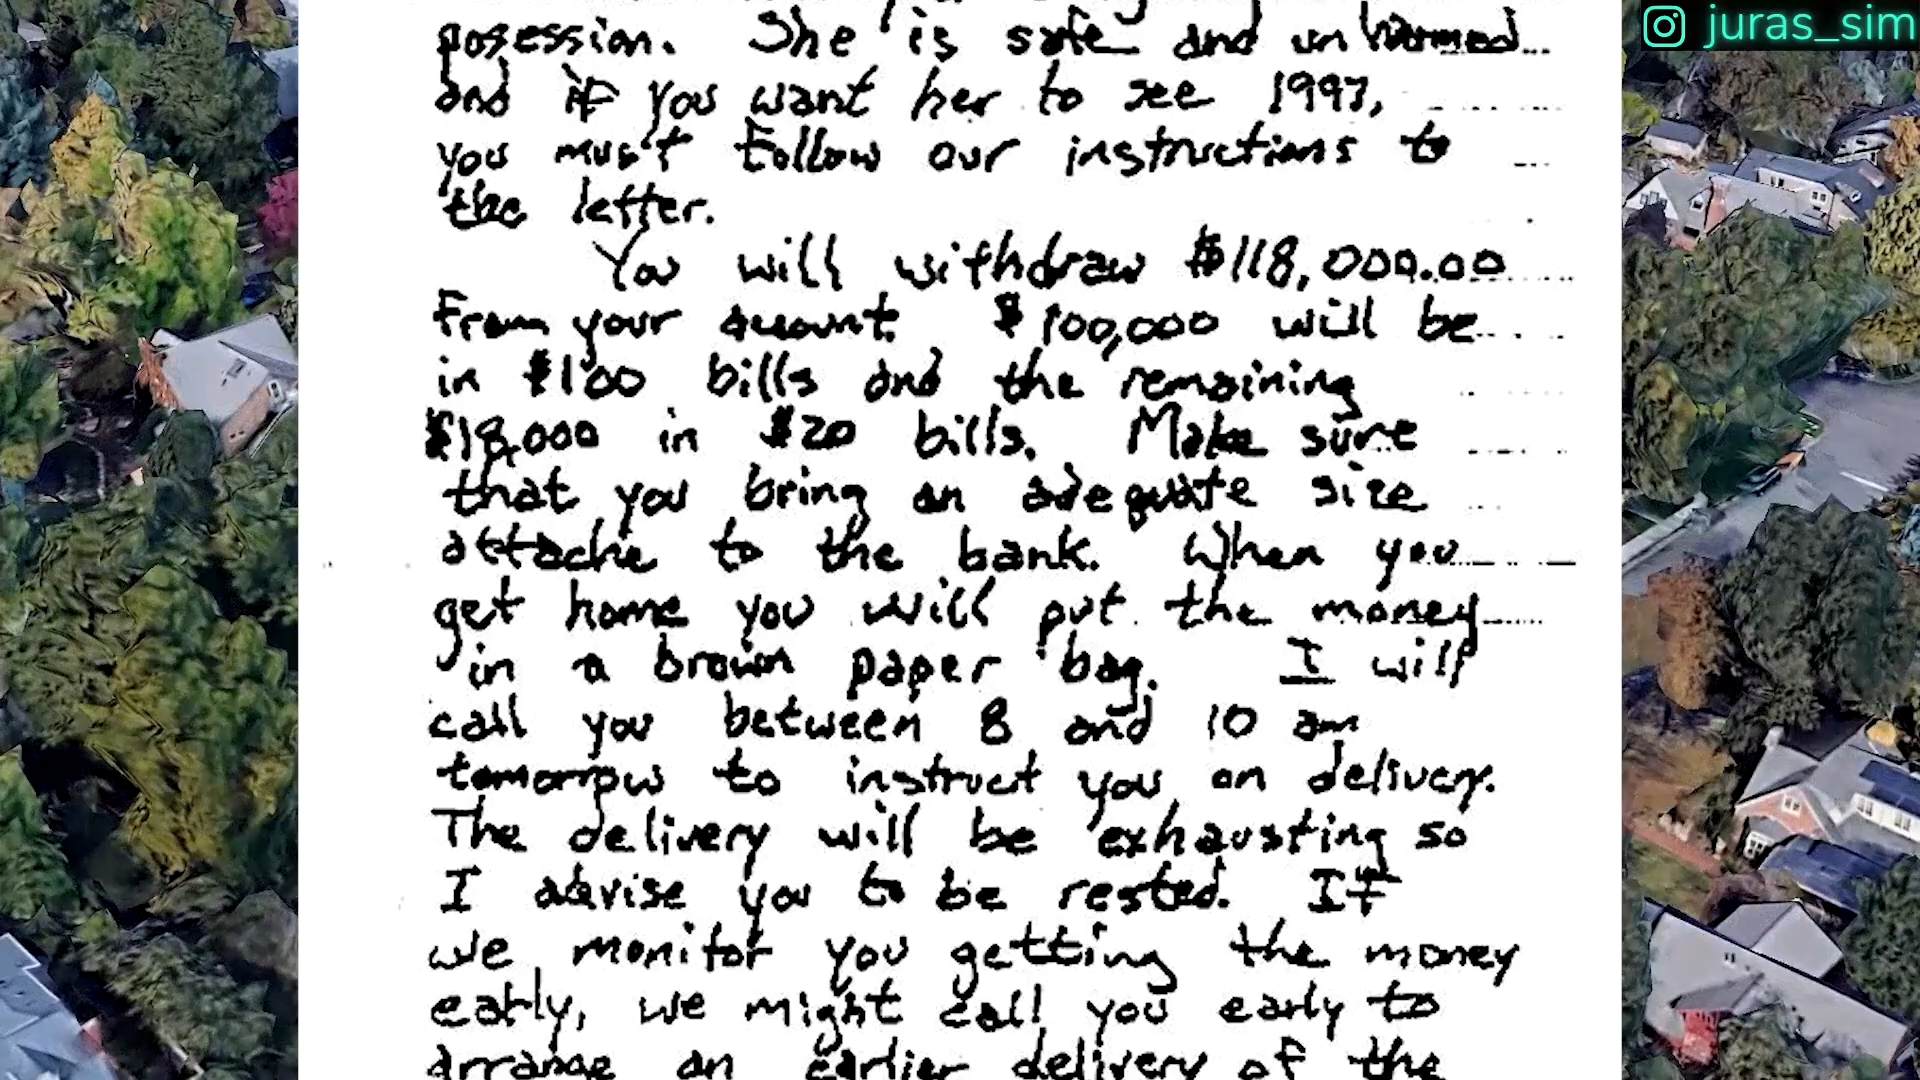 juras_sim
posession. She is safe and unharmed
and if you want her to see 1997,
you must follow our instructions to
the letter.
You will withdraw $118,000.00
from your account. $100,000 will be
in $100 bills and the remaining
$18,000 in $20 bills. Make sure
that you bring an adequate size
attache to the bank. When you
get home you will put the money
in a brown paper bag. I will
call you between 8 and 10 am
tomorrow to instruct you on delivery.
The delivery will be exhausting so
I advise you to be rested. If
we monitor you getting the money
early, we might call you early to
arrange an earlier delivery of the